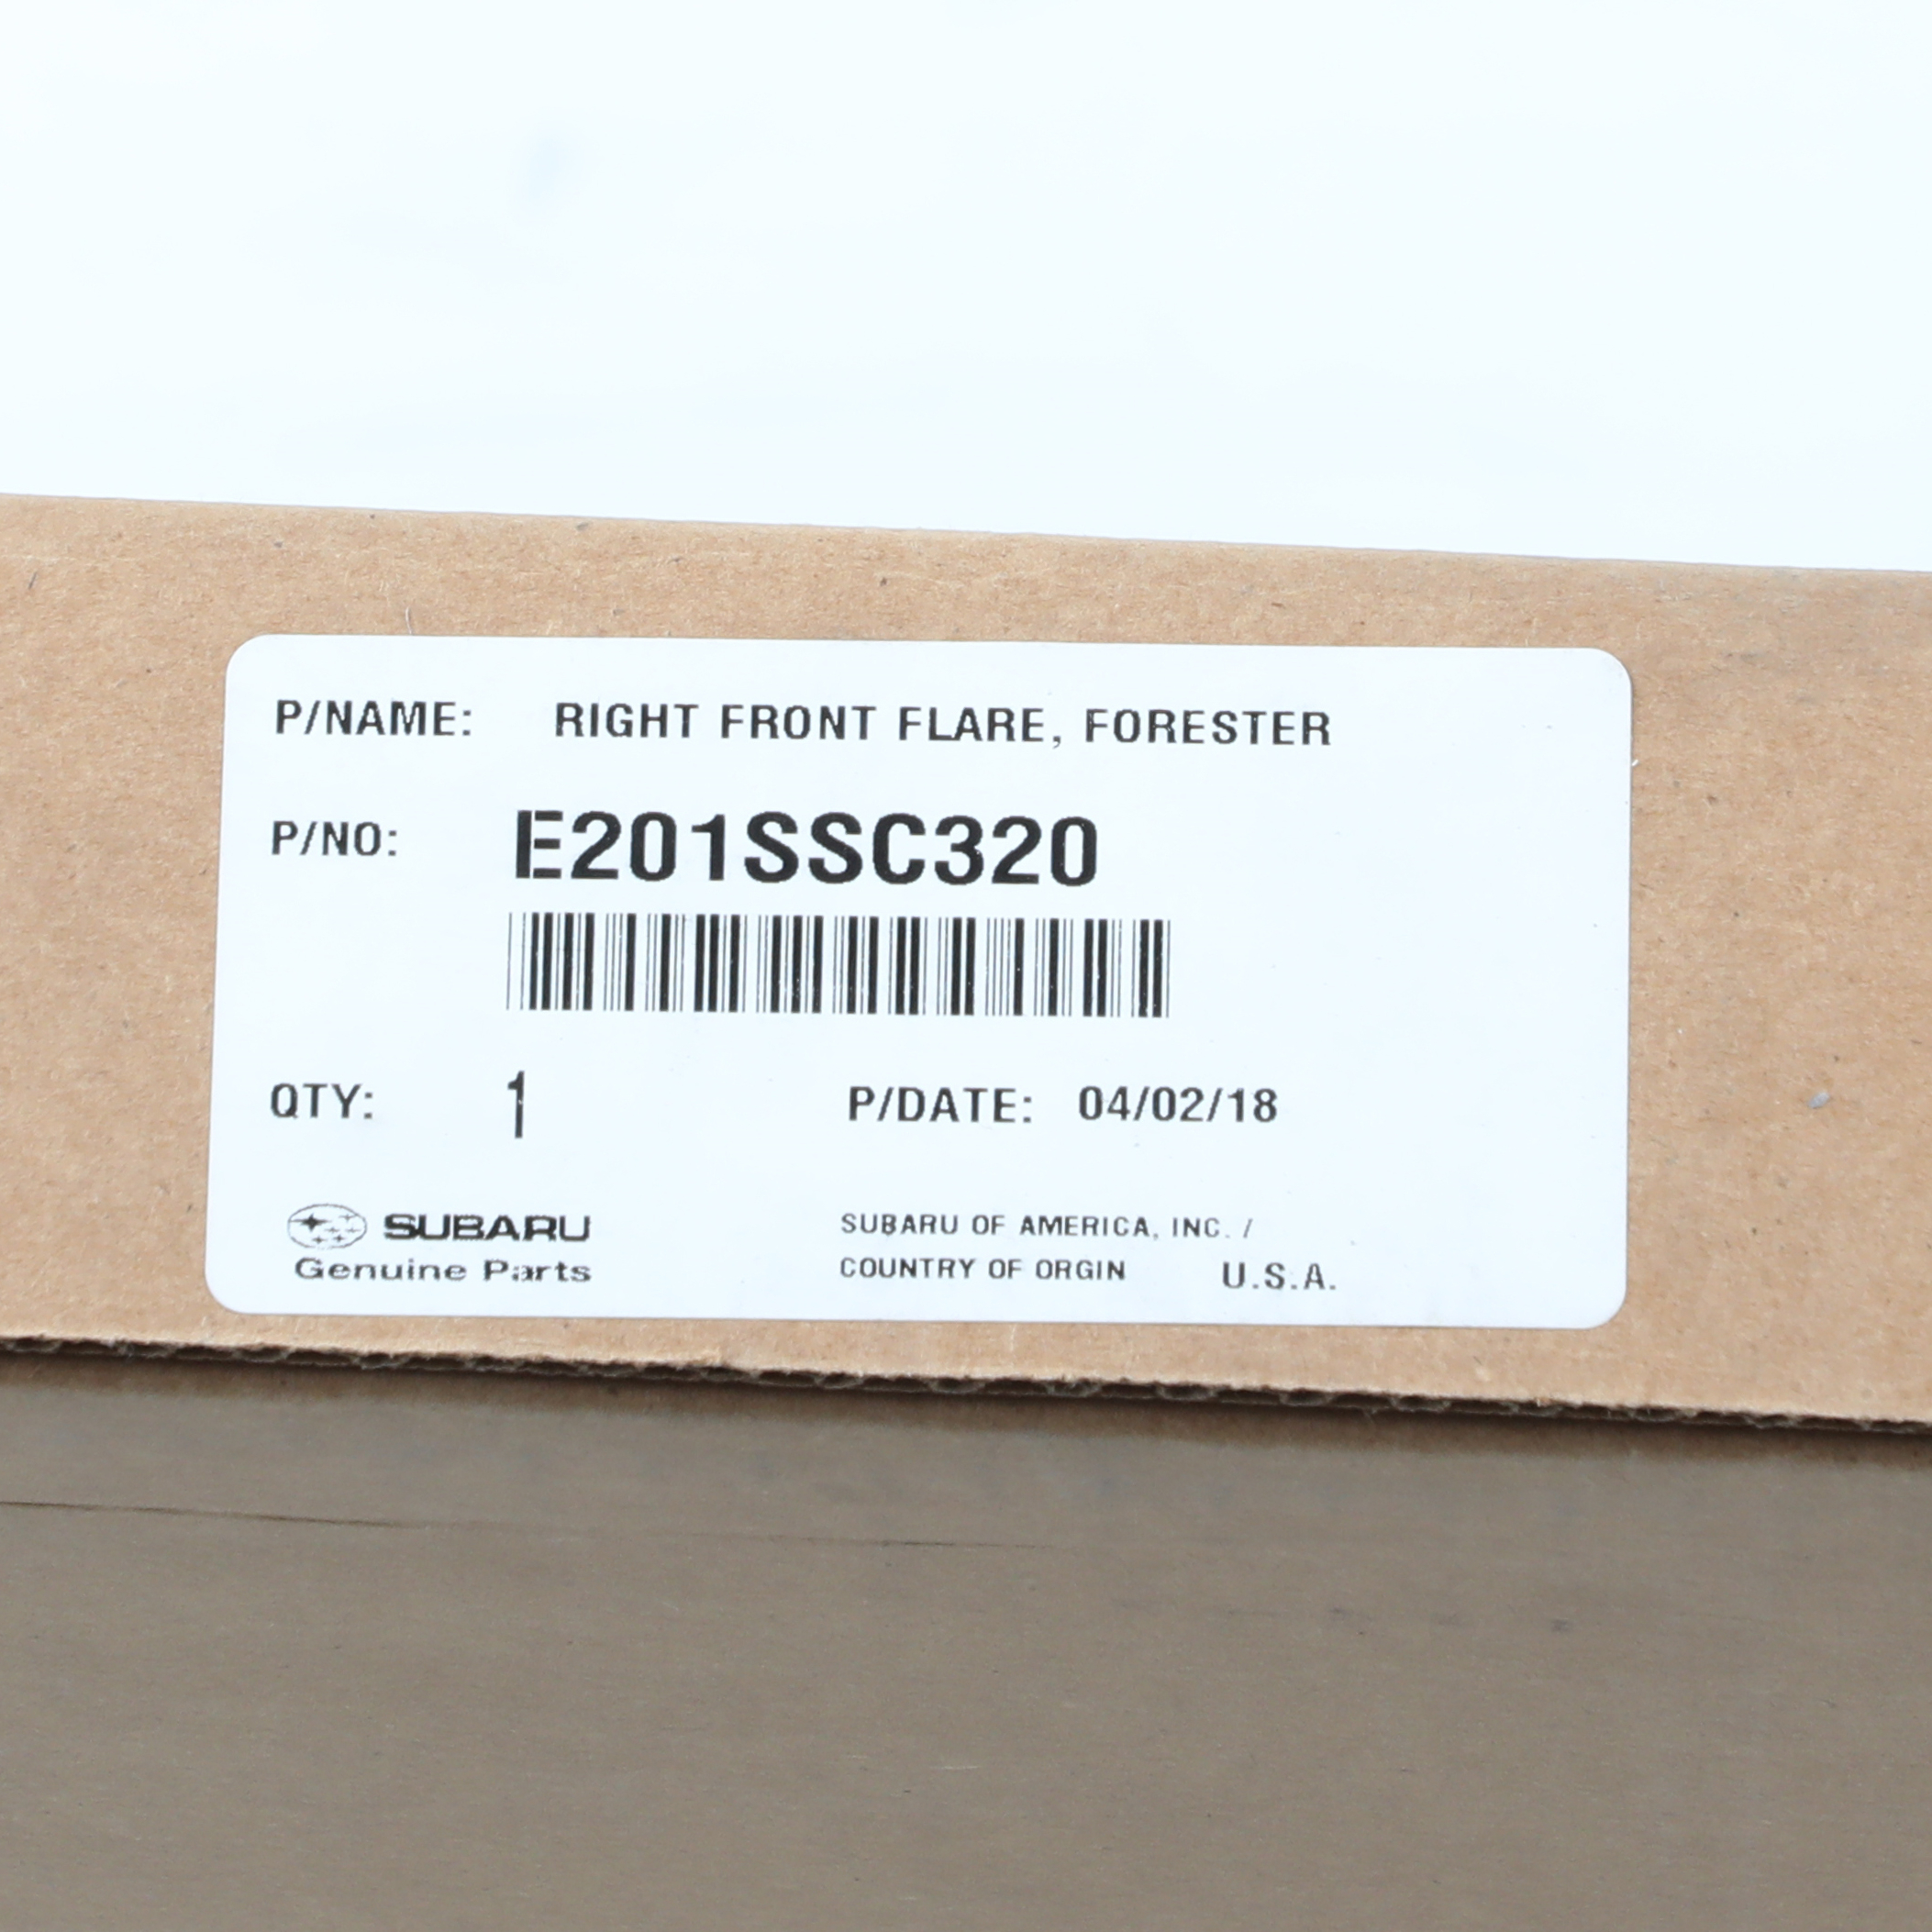 P/NAME: RIGHT FRONT FLARE, FORESTER
P/NO: E201SSC320
QTY: 1 P/DATE: 04/02/18
SUBARU
Genuine Parts
SUBARU OF AMERICA, INC. /
COUNTRY OF ORGIN U.S.A.